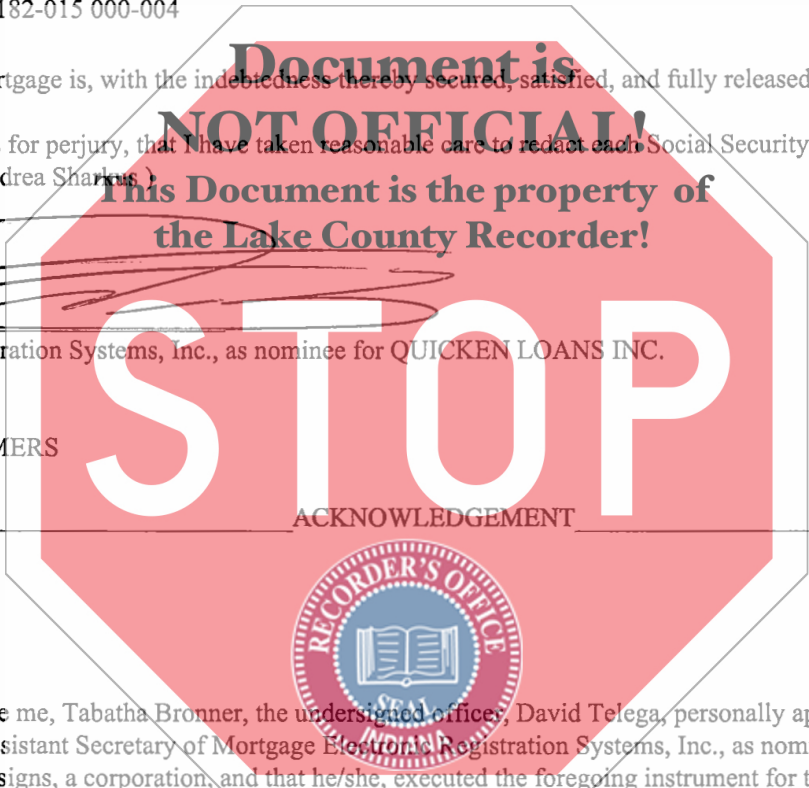 182-015 000-004
Document is
rtgage is, with the indebtedness thereby secured, satisfied, and fully released
NOT OFFICIAL!
for perjury, that I have taken reasonable care to redact each Social Security
drea Sharkus )
This Document is the property of
the Lake County Recorder!
ration Systems, Inc., as nominee for QUICKEN LOANS INC.
STOP
MERS
ACKNOWLEDGEMENT
RECORDER'S OFFICE
SEAL
INDIANA
e me, Tabatha Bronner, the undersigned officer, David Telega, personally ap
sistant Secretary of Mortgage Electronic Registration Systems, Inc., as nomi
signs, a corporation, and that he/she, executed the foregoing instrument for t